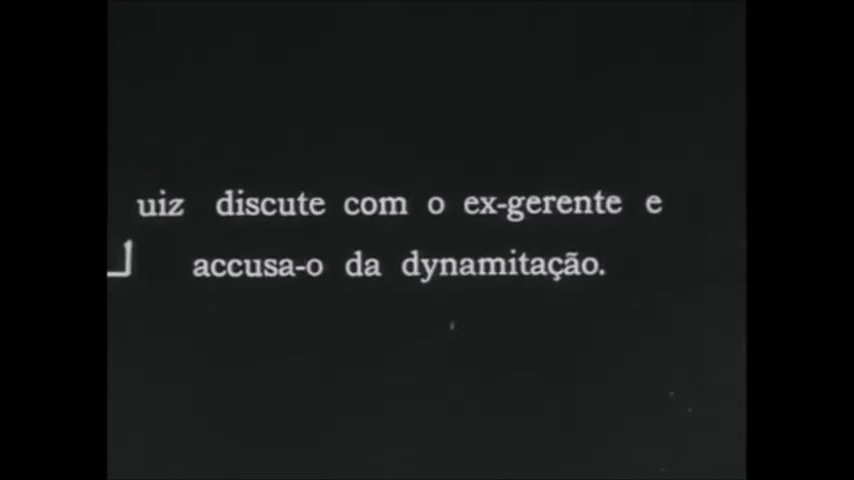 uiz discute com o ex-gerente e
accusa-o da dynamitação.